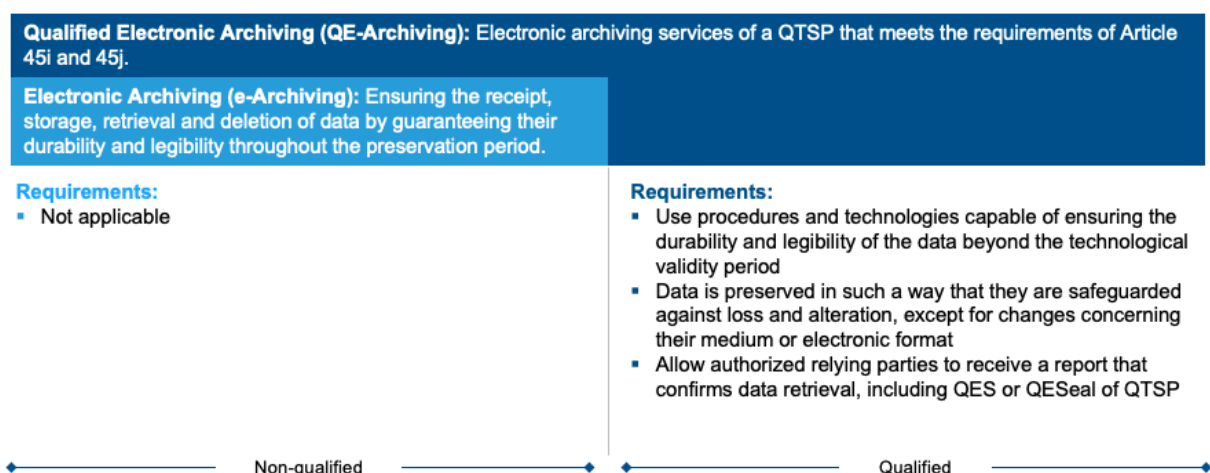 Qualified Electronic Archiving (QE-Archiving): Electronic archiving services of a QTSP that meets the requirements of Article
45i and 45j.
Electronic Archiving (e-Archiving): Ensuring the receipt,
storage, retrieval and deletion of data by guaranteeing their
durability and legibility throughout the preservation period.
Requirements:
▪ Not applicable
Requirements:
▪ Use procedures and technologies capable of ensuring the
durability and legibility of the data beyond the technological
validity period
▪ Data is preserved in such a way that they are safeguarded
against loss and alteration, except for changes concerning
their medium or electronic format
▪ Allow authorized relying parties to receive a report that
confirms data retrieval, including QES or QESeal of QTSP
Non-qualified
Qualified